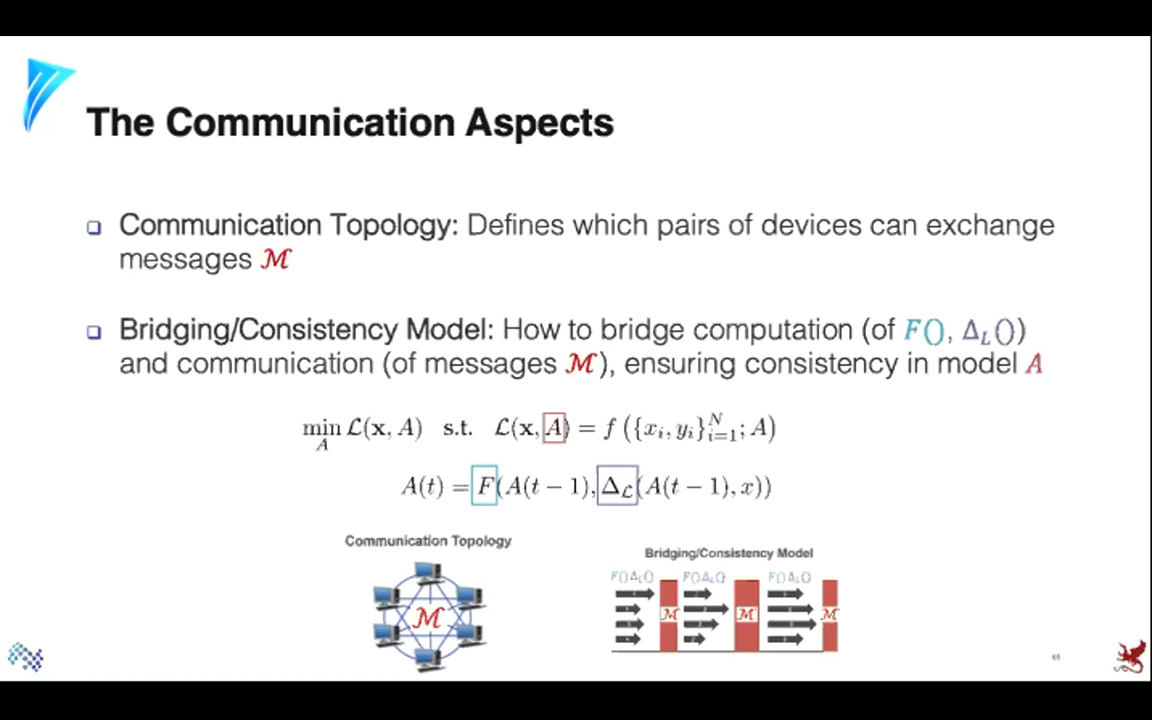 The Communication Aspects
Communication Topology: Defines which pairs of devices can exchange
messages ℳ
Bridging/Consistency Model: How to bridge computation (of F(), Δ_L())
and communication (of messages ℳ), ensuring consistency in model A
min_A ℒ(x, A) s.t. ℒ(x, A) = f ({x_i, y_i}_{i=1}^N; A)
A(t) = F(A(t − 1), Δ_ℒ(A(t − 1), x))
Communication Topology
Bridging/Consistency Model
F() Δ_L() F() Δ_L() F() Δ_L()
ℳ
ℳ ℳ ℳ